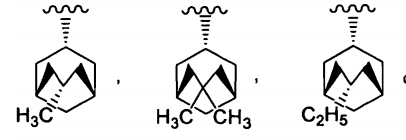 H₃C , H₃C CH₃ , C₂H₅